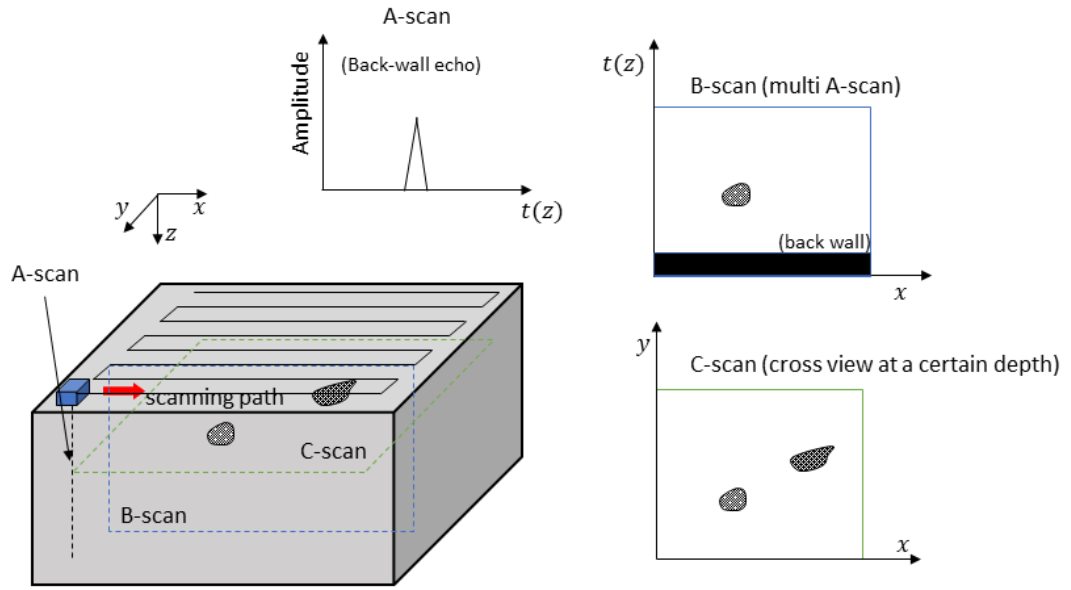 A-scan
(Back-wall echo)
Amplitude
t(z)
t(z)
B-scan (multi A-scan)
(back wall)
x
y
x
z
A-scan
scanning path
C-scan
B-scan
y
C-scan (cross view at a certain depth)
x